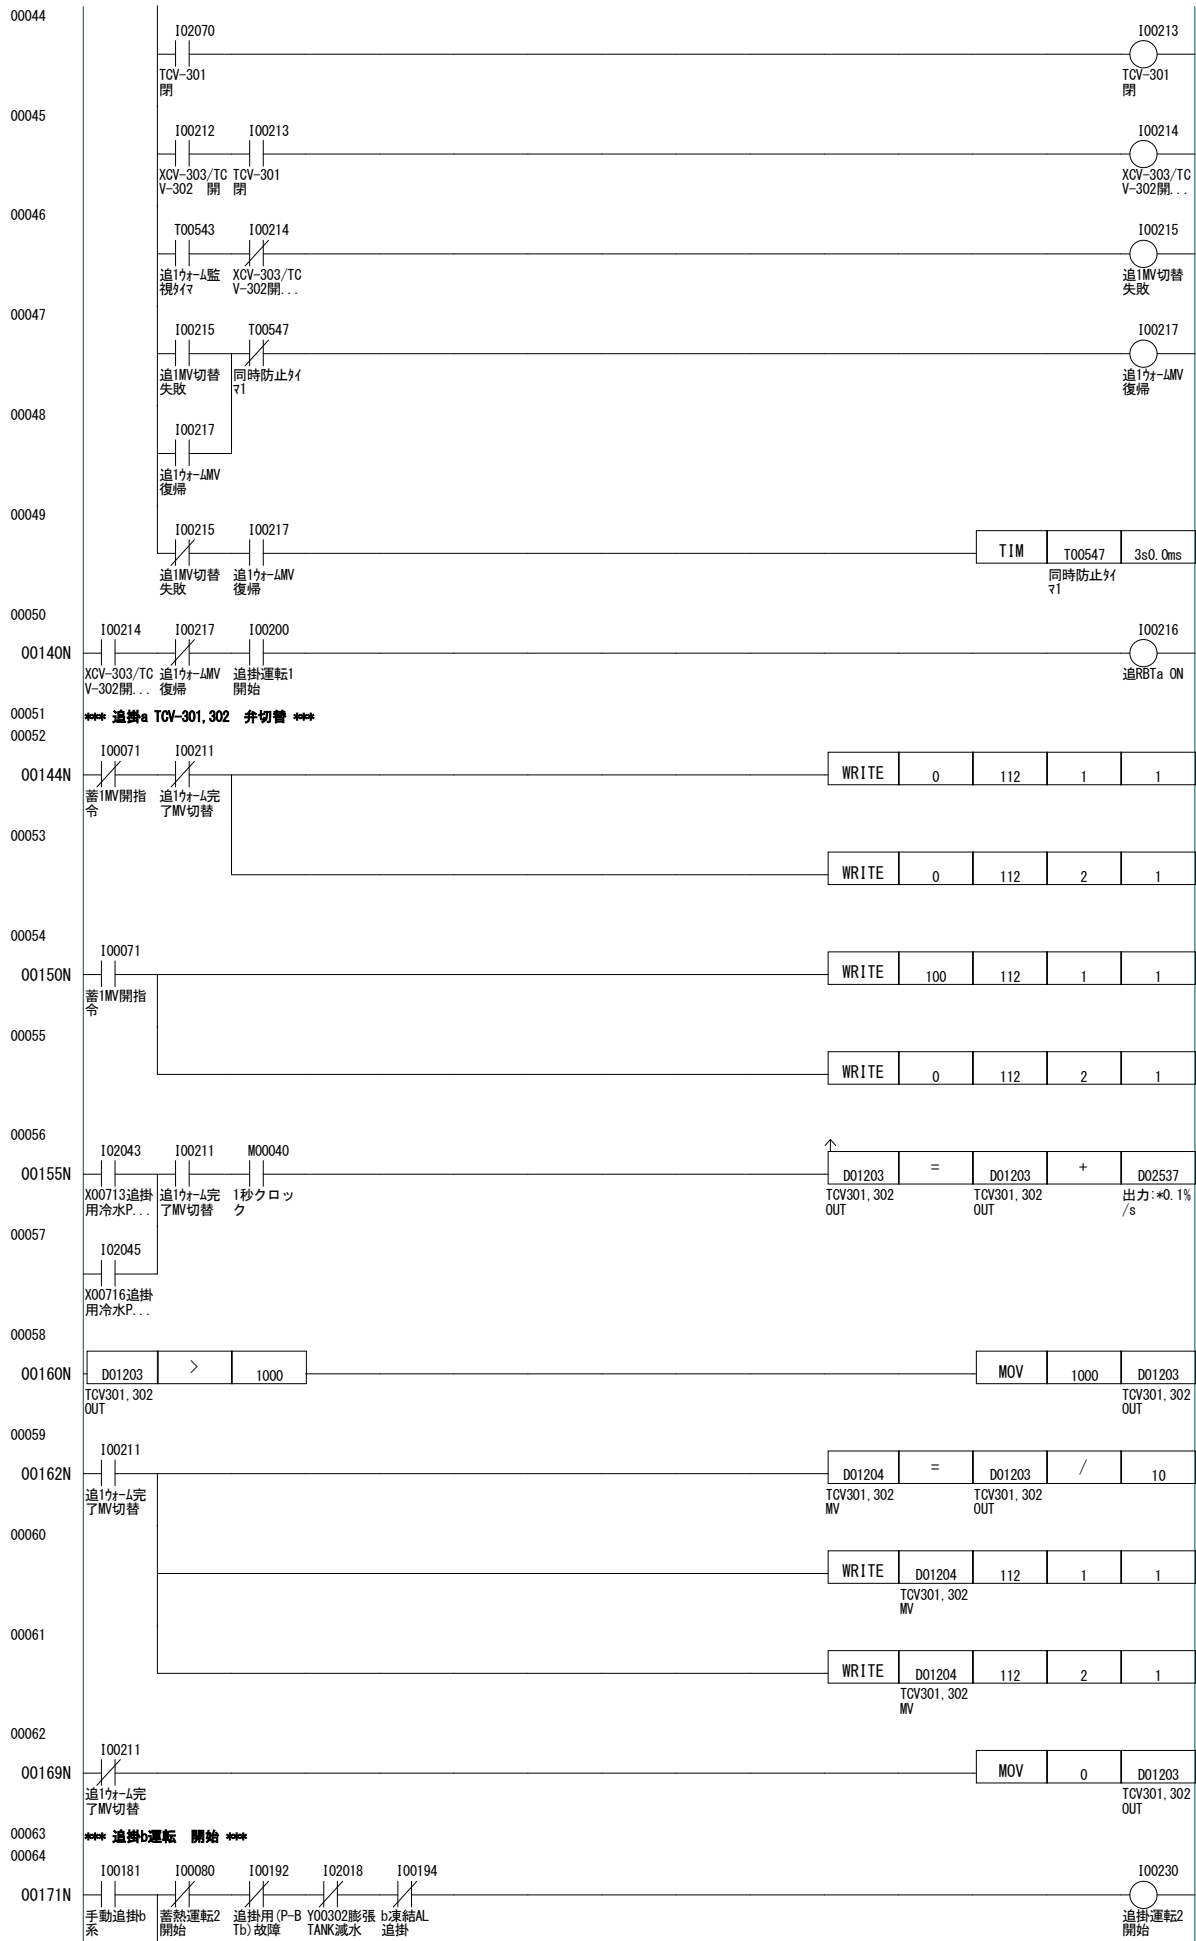 00044
I02070 I00213
TCV-301 TCV-301
閉 閉
00045
I00212 I00213 I00214
XCV-303/TC TCV-301 XCV-303/TC
V-302 開 閉 V-302開...
00046
T00543 I00214 I00215
追1ウォーム監 XCV-303/TC 追1MV切替
視タイマ V-302開... 失敗
00047
I00215 T00547 I00217
追1MV切替 同時防止タイ 追1ウォームMV
失敗 マ1 復帰
00048
I00217
追1ウォームMV
復帰
00049
I00215 I00217
TIM T00547 3s0.0ms
追1MV切替 追1ウォームMV 同時防止タイ
失敗 復帰 マ1
00050
I00214 I00217 I00200 I00216
00140N
XCV-303/TC 追1ウォームMV 追掛運転1 追RBTa ON
V-302開... 復帰 開始
00051 *** 追掛a TCV-301,302 弁切替 ***
00052
I00071 I00211
00144N WRITE 0 112 1 1
蓄1MV開指 追1ウォーム完
令 了MV切替
00053
WRITE 0 112 2 1
00054
I00071
00150N WRITE 100 112 1 1
蓄1MV開指
令
00055
WRITE 0 112 2 1
00056
I02043 I00211 M00040
00155N D01203 = D01203 + D02537
X00713追掛 追1ウォーム完 1秒クロッ TCV301,302 TCV301,302 出力:*0.1%
用冷水P... 了MV切替 ク OUT OUT /s
00057
I02045
X00716追掛
用冷水P...
00058
00160N D01203 > 1000 MOV 1000 D01203
TCV301,302 TCV301,302
OUT OUT
00059
I00211
00162N D01204 = D01203 / 10
追1ウォーム完 TCV301,302 TCV301,302
了MV切替 MV OUT
00060
WRITE D01204 112 1 1
TCV301,302
MV
00061
WRITE D01204 112 2 1
TCV301,302
MV
00062
I00211
00169N MOV 0 D01203
追1ウォーム完 TCV301,302
了MV切替 OUT
00063 *** 追掛b運転 開始 ***
00064
I00181 I00080 I00192 I02018 I00194 I00230
00171N
手動追掛b 蓄熱運転2 追掛用(P-B Y00302膨張 b凍結AL 追掛運転2
系 開始 Tb)故障 TANK減水 追掛 開始